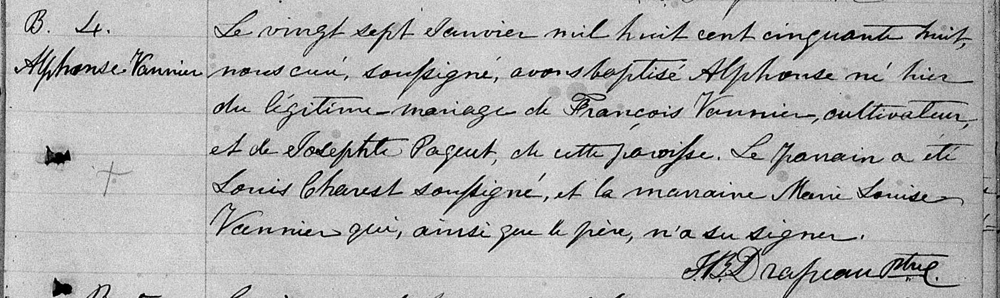 B. 4.
Alphonse Vannier
Le vingt sept Janvier mil huit cent cinquante huit,
nous curé, soussigné, avons baptisé Alphonse né hier
du légitime mariage de François Vannier, cultivateur,
et de Josephte Paquet, de cette paroisse. Le parrain a été
Louis Charest soussigné, et la marraine Marie Louise
Vannier qui, ainsi que le père, n'a su signer.
J.B. Drapeau Ptre.